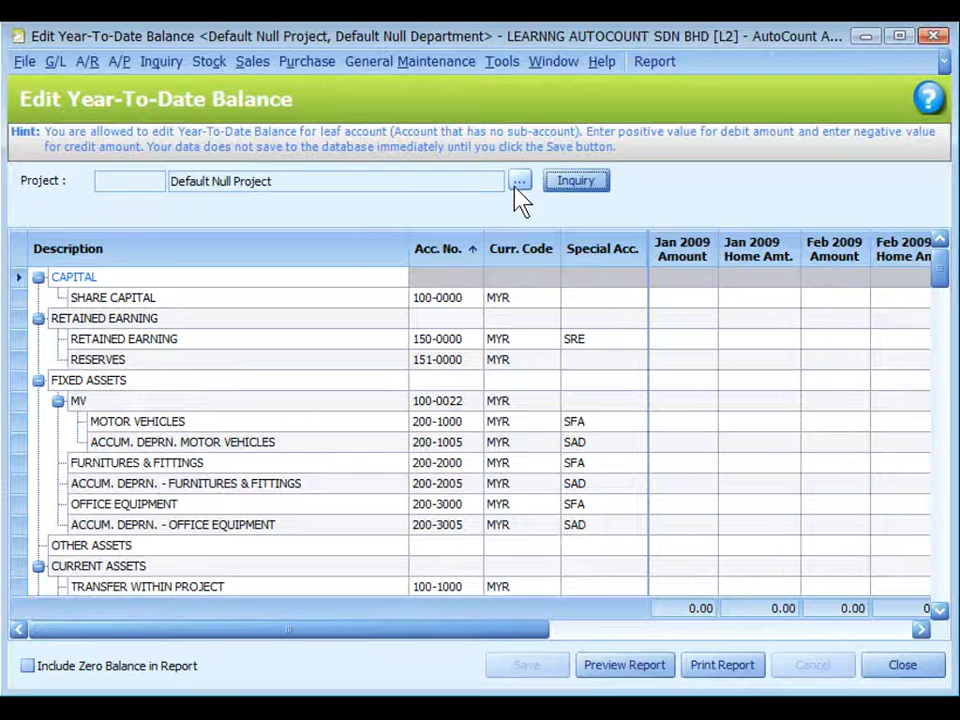 Edit Year-To-Date Balance <Default Null Project, Default Null Department> - LEARNNG AUTOCOUNT SDN BHD [L2] - AutoCount A...
File G/L A/R A/P Inquiry Stock Sales Purchase General Maintenance Tools Window Help Report
Edit Year-To-Date Balance
?
Hint: You are allowed to edit Year-To-Date Balance for leaf account (Account that has no sub-account). Enter positive value for debit amount and enter negative value
for credit amount. Your data does not save to the database immediately until you click the Save button.
Project : Default Null Project ... Inquiry
Description Acc. No. Curr. Code Special Acc. Jan 2009 Amount Jan 2009 Home Amt. Feb 2009 Amount Feb 2009 Home An
CAPITAL
SHARE CAPITAL 100-0000 MYR
RETAINED EARNING
RETAINED EARNING 150-0000 MYR SRE
RESERVES 151-0000 MYR
FIXED ASSETS
MV 100-0022 MYR
MOTOR VEHICLES 200-1000 MYR SFA
ACCUM. DEPRN. MOTOR VEHICLES 200-1005 MYR SAD
FURNITURES & FITTINGS 200-2000 MYR SFA
ACCUM. DEPRN. - FURNITURES & FITTINGS 200-2005 MYR SAD
OFFICE EQUIPMENT 200-3000 MYR SFA
ACCUM. DEPRN. - OFFICE EQUIPMENT 200-3005 MYR SAD
OTHER ASSETS
CURRENT ASSETS
TRANSFER WITHIN PROJECT 100-1000 MYR
0.00 0.00 0.00 0
Include Zero Balance in Report Save Preview Report Print Report Cancel Close